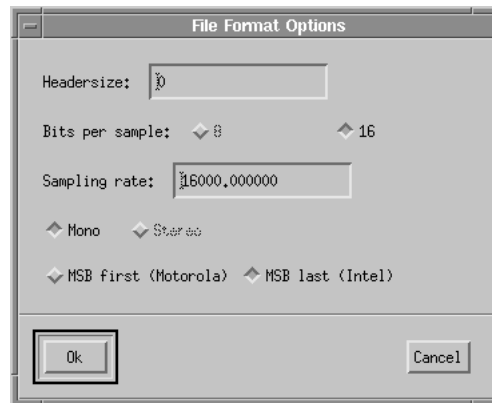 File Format Options
Headersize: 0
Bits per sample: 8 16
Sampling rate: 16000.000000
Mono Stereo
MSB first (Motorola) MSB last (Intel)
Ok Cancel